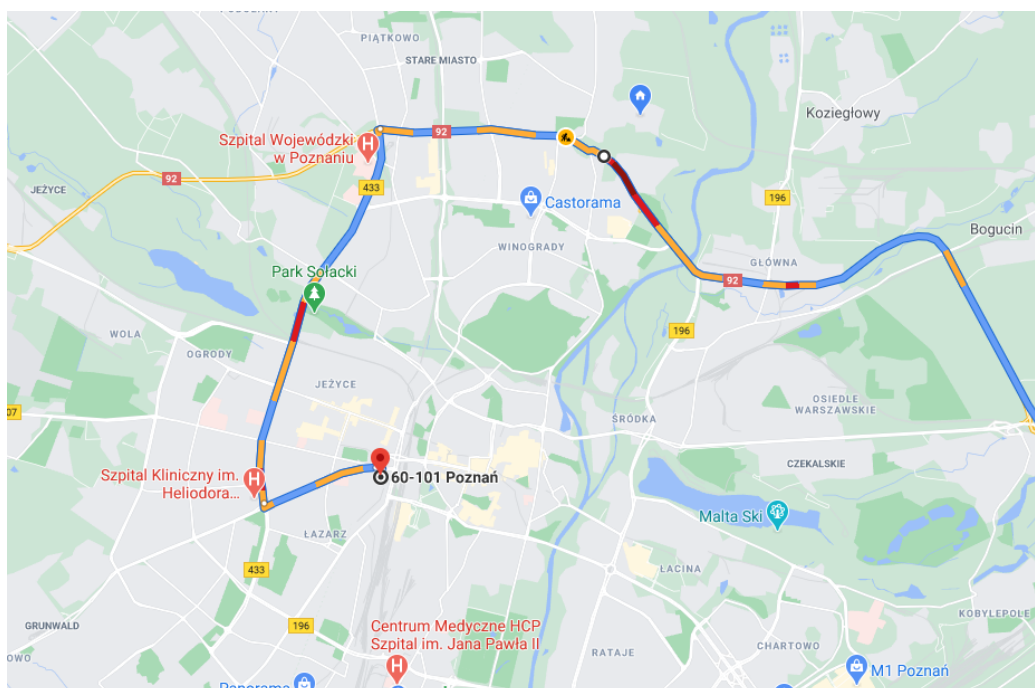 PIĄTKOWO
STARE MIASTO
Koziegłowy
92
Szpital Wojewódzki
w Poznaniu
92
433
JEŻYCE
196
Castorama
Bogucin
WINOGRADY
GŁÓWNA
Park Sołacki
92
196
WOLA
OGRODY
JEŻYCE
OSIEDLE
WARSZAWSKIE
07
ŚRÓDKA
CZEKALSKIE
Szpital Kliniczny im.
Heliodora...
60-101 Poznań
Malta Ski
ŁAZARZ
433
ŁACINA
KOBYLEPOLE
GRUNWALD
196
Centrum Medyczne HCP
Szpital im. Jana Pawła II
CHARTOWO
RATAJE
OWO
M1 Poznań
Panorama